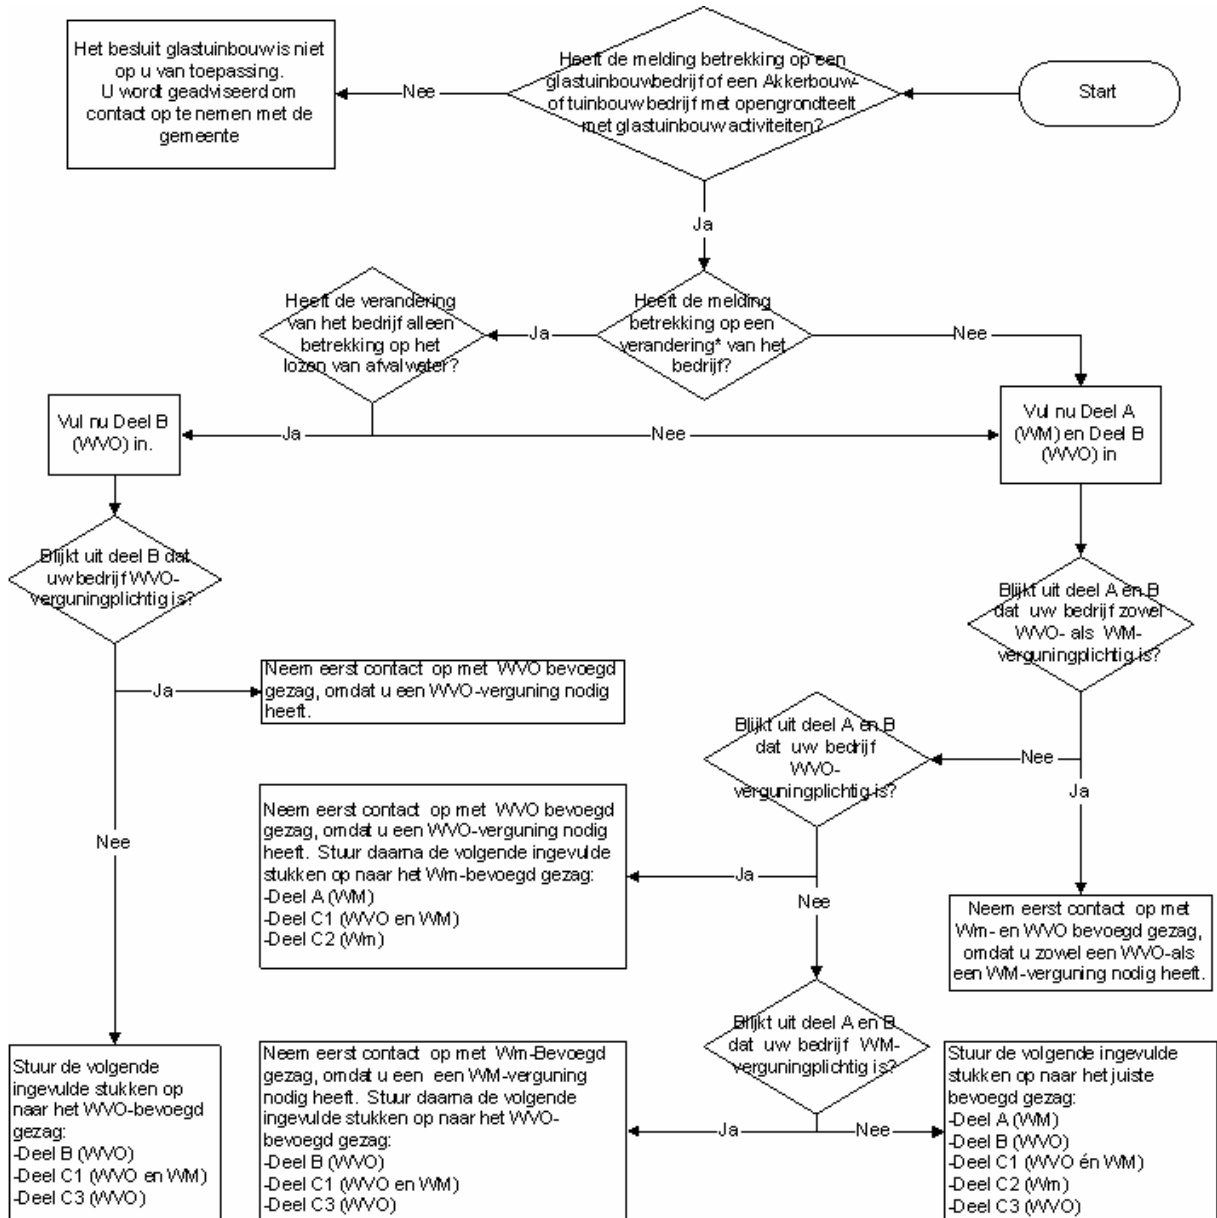 Het besluit glastuinbouw is niet
op u van toepassing.
U wordt geadviseerd om
contact op te nemen met de
gemeente
Nee
Heeft de melding betrekking op een
glastuinbouwbedrijf of een Akkerbouw-
of tuinbouw bedrijf met opengrondteelt
met glastuinbouw activiteiten?
Start
Ja
Heeft de verandering
van het bedrijf alleen
betrekking op het
lozen van afvalwater?
Ja
Heeft de melding
betrekking op een
verandering* van het
bedrijf?
Nee
Vul nu Deel B
(WVO) in.
Ja
Nee
Vul nu Deel A
(WM) en Deel B
(WVO) in
Blijkt uit deel B dat
uw bedrijf WVO-
verguningplichtig is?
Blijkt uit deel A en B
dat uw bedrijf zowel
WVO- als WM-
verguningplichtig is?
Ja
Neem eerst contact op met WVO bevoegd
gezag, omdat u een WVO-verguning nodig
heeft.
Blijkt uit deel A en B
dat uw bedrijf
WVO-
verguningplichtig is?
Nee
Ja
Nee
Neem eerst contact op met WVO bevoegd
gezag, omdat u een WVO-verguning nodig
heeft. Stuur daarna de volgende ingevulde
stukken op naar het Wm-bevoegd gezag:
-Deel A (WM)
-Deel C1 (WVO en WM)
-Deel C2 (Wm)
Ja
Nee
Neem eerst contact op met
Wm- en WVO bevoegd gezag,
omdat u zowel een WVO-als
een WM-verguning nodig heeft.
Blijkt uit deel A en B
dat uw bedrijf WM-
verguningplichtig is?
Stuur de volgende
ingevulde stukken op
naar het WVO-bevoegd
gezag:
-Deel B (WVO)
-Deel C1 (WVO en WM)
-Deel C3 (WVO)
Neem eerst contact op met Wm-Bevoegd
gezag, omdat u een een WM-verguning
nodig heeft. Stuur daarna de volgende
ingevulde stukken op naar het WVO-
bevoegd gezag:
-Deel B (WVO)
-Deel C1 (WVO en WM)
-Deel C3 (WVO)
Ja
Nee
Stuur de volgende ingevulde
stukken op naar het juiste
bevoegd gezag:
-Deel A (WM)
-Deel B (WVO)
-Deel C1 (WVO én WM)
-Deel C2 (Wm)
-Deel C3 (WVO)